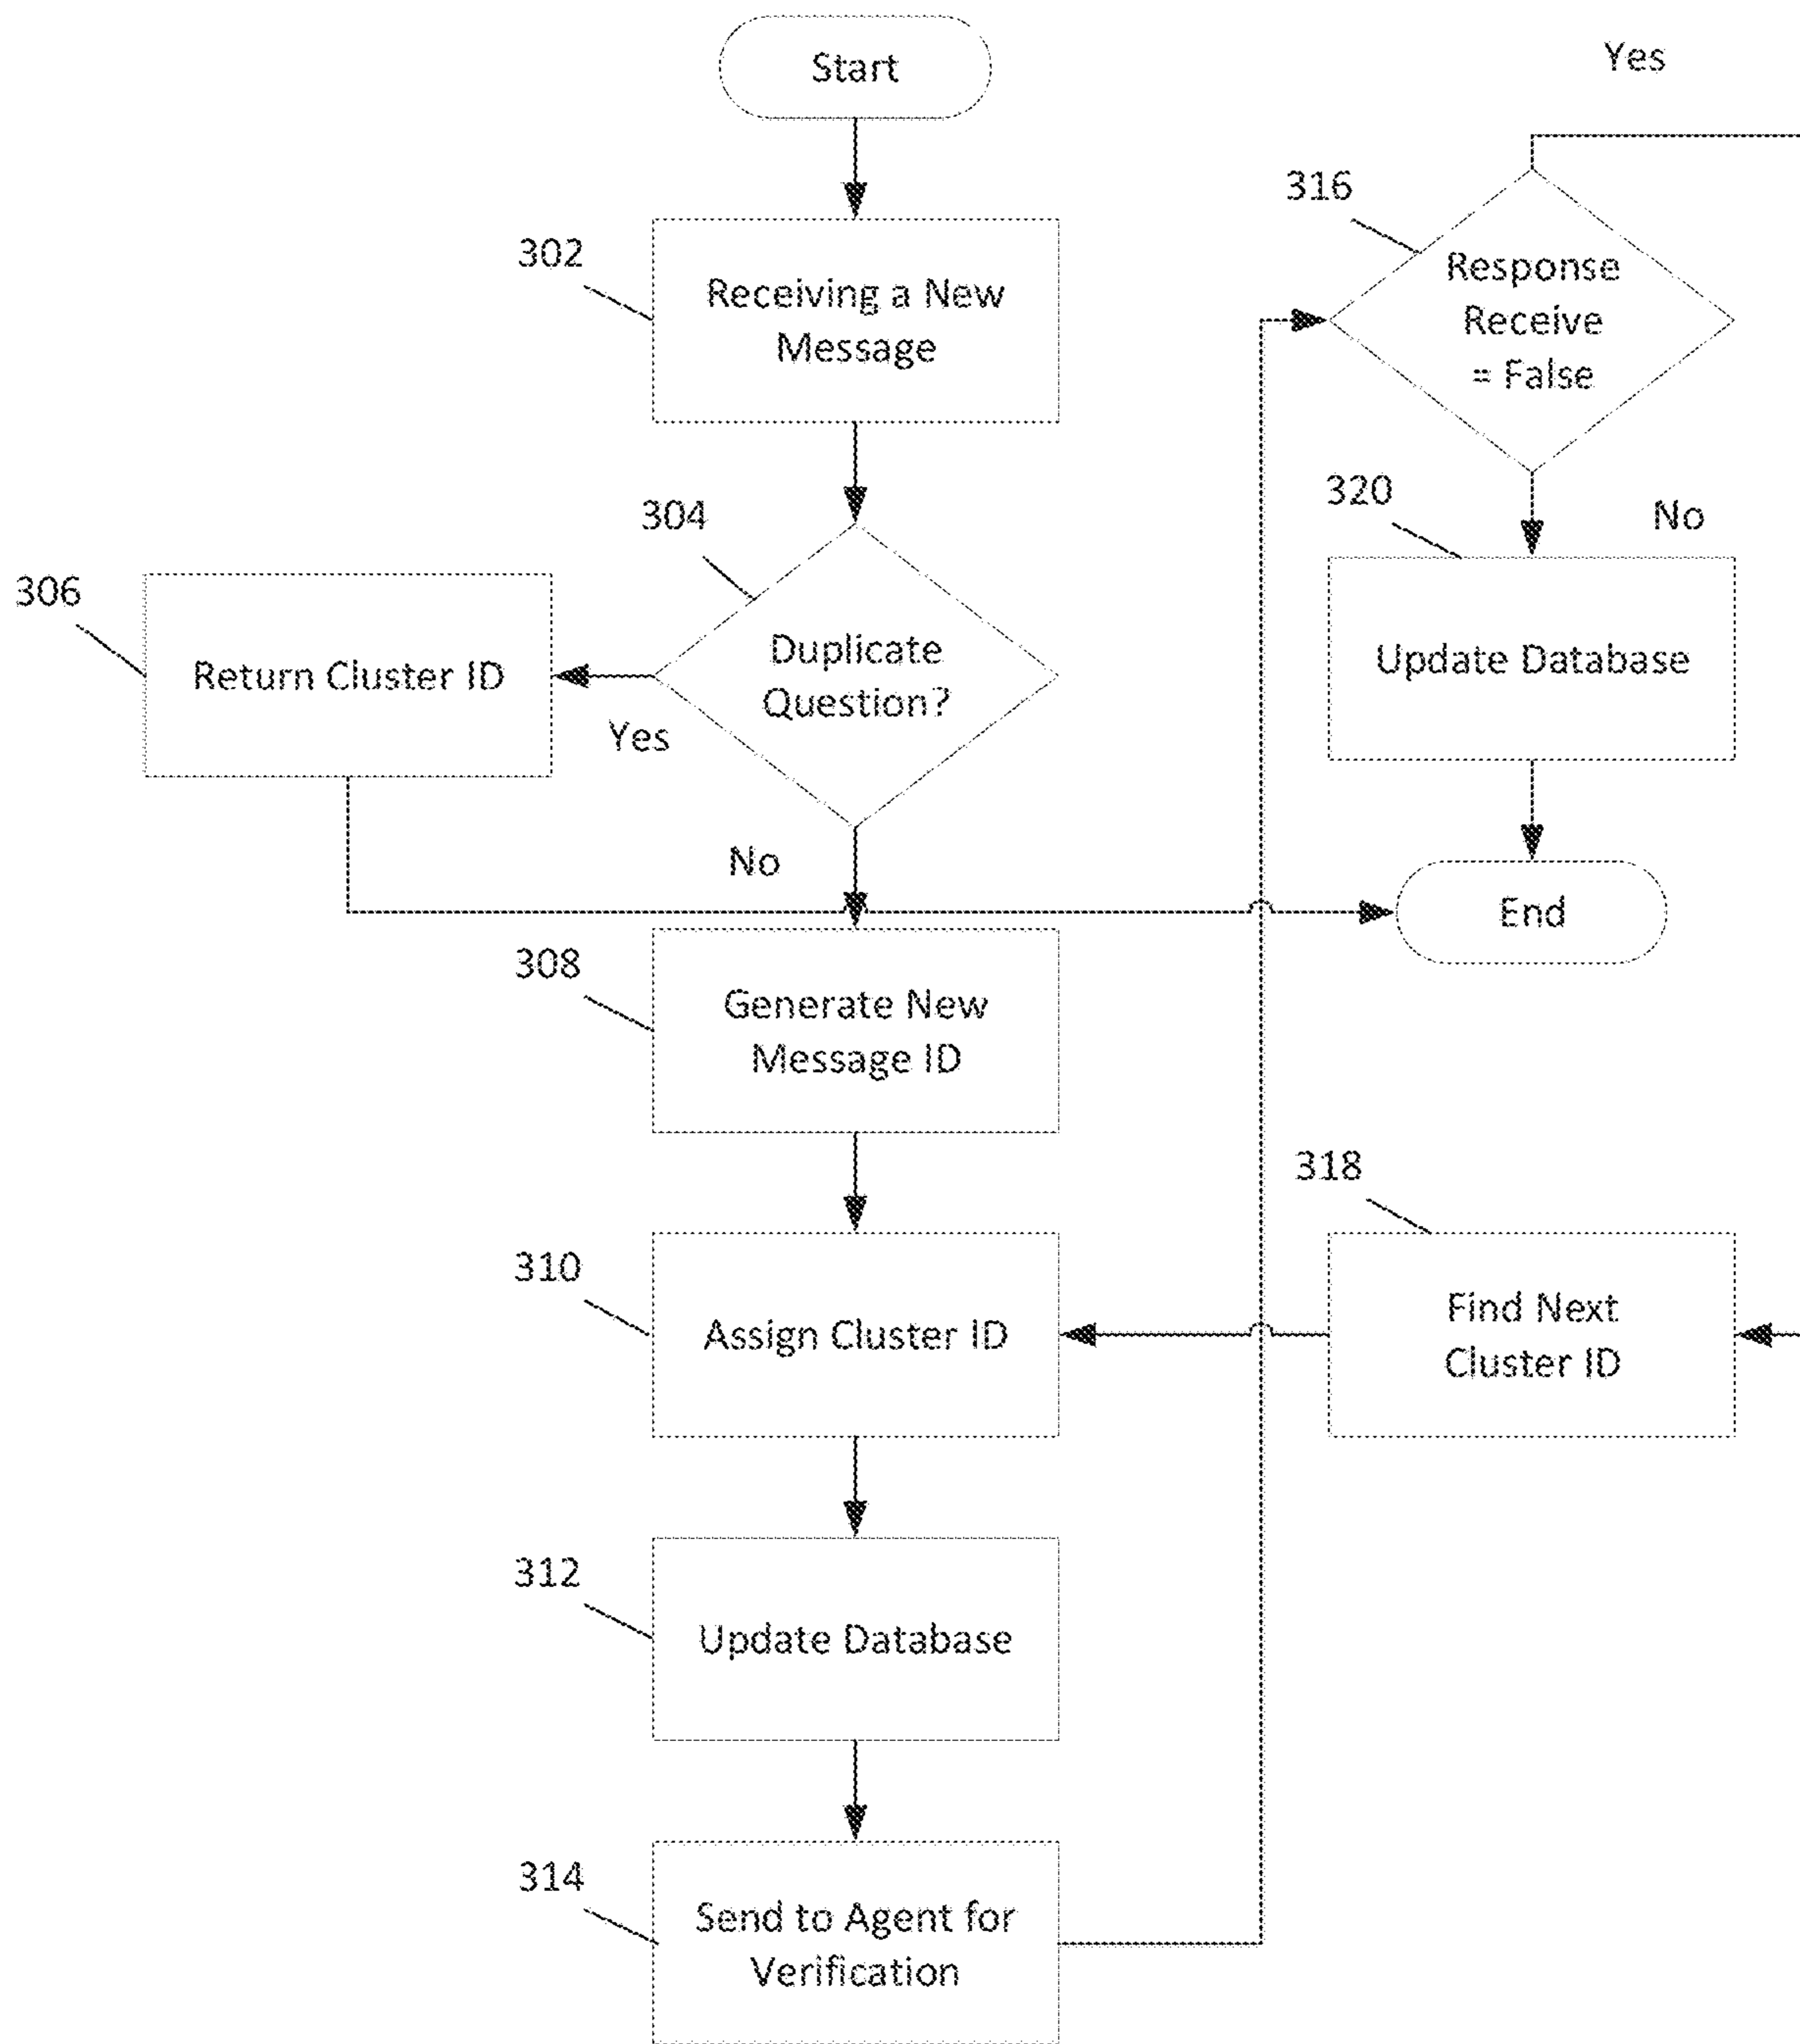 Start
302
Receiving a New
Message
304
Duplicate
Question?
306
Return Cluster ID
Yes
No
308
Generate New
Message ID
310
Assign Cluster ID
312
Update Database
314
Send to Agent for
Verification
Yes
316
Response
Receive
= False
320
No
Update Database
End
318
Find Next
Cluster ID